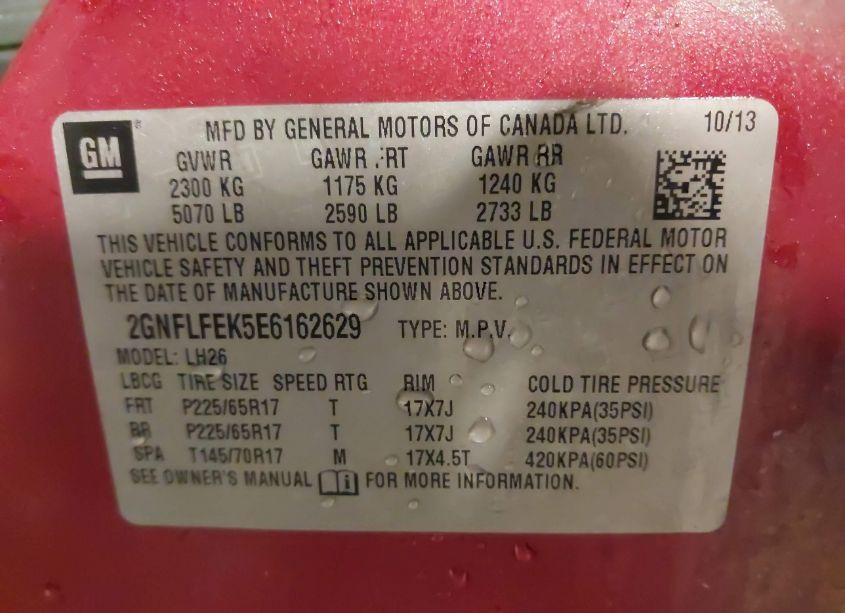 GM
MFD BY GENERAL MOTORS OF CANADA LTD. 10/13
GVWR GAWR FRT GAWR RR
2300 KG 1175 KG 1240 KG
5070 LB 2590 LB 2733 LB
THIS VEHICLE CONFORMS TO ALL APPLICABLE U.S. FEDERAL MOTOR
VEHICLE SAFETY AND THEFT PREVENTION STANDARDS IN EFFECT ON
THE DATE OF MANUFACTURE SHOWN ABOVE.
2GNFLFEK5E6162629 TYPE: M.P.V.
MODEL: LH26
LBCG TIRE SIZE SPEED RTG RIM COLD TIRE PRESSURE
FRT P225/65R17 T 17X7J 240KPA(35PSI)
RR P225/65R17 T 17X7J 240KPA(35PSI)
SPA T145/70R17 M 17X4.5T 420KPA(60PSI)
SEE OWNER'S MANUAL i FOR MORE INFORMATION.